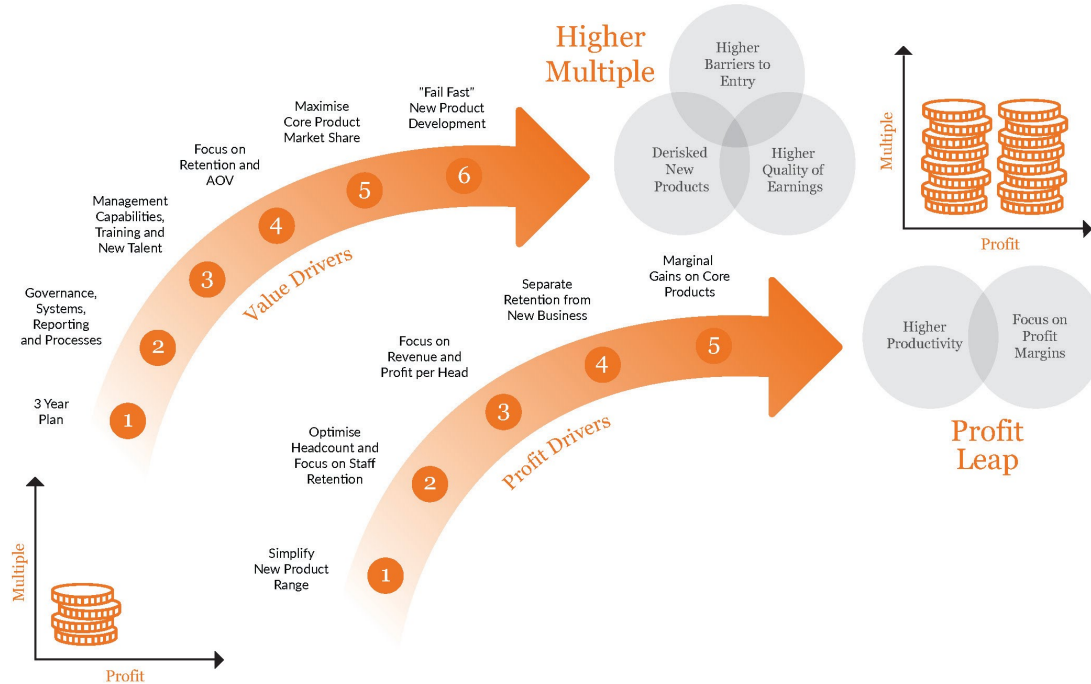 Higher
Multiple
Higher
Barriers to
Entry
Derisked
New
Products
Higher
Quality of
Earnings
Multiple
Profit
"Fail Fast"
New Product
Development
Maximise
Core Product
Market Share
Focus on
Retention and
AOV
Management
Capabilities,
Training and
New Talent
Governance,
Systems,
Reporting
and Processes
3 Year
Plan
1
2
3
4
5
6
Value Drivers
Marginal
Gains on Core
Products
Separate
Retention from
New Business
Focus on
Revenue and
Profit per Head
Optimise
Headcount and
Focus on Staff
Retention
Simplify
New Product
Range
1
2
3
4
5
Profit Drivers
Higher
Productivity
Focus on
Profit
Margins
Profit
Leap
Multiple
Profit